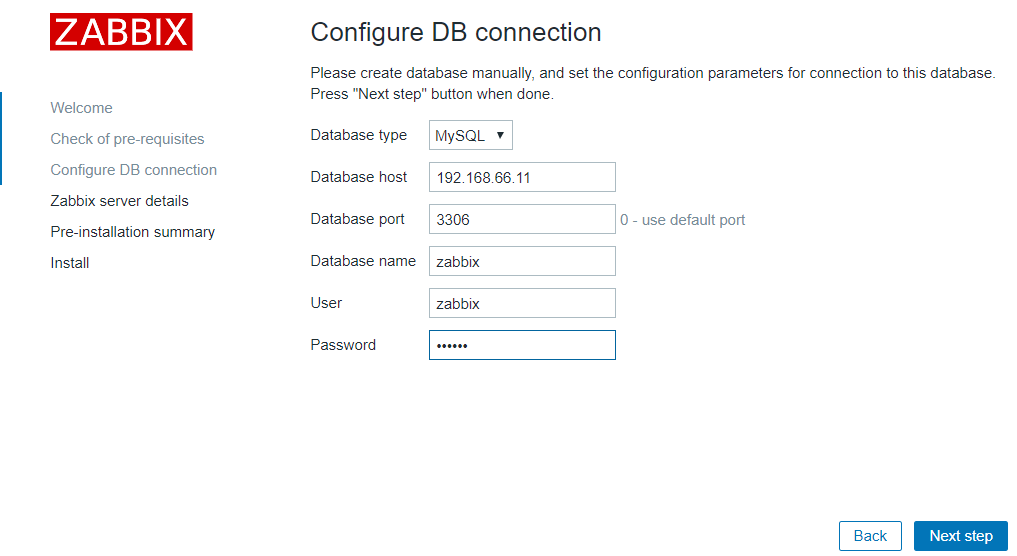 ZABBIX
Welcome
Check of pre-requisites
Configure DB connection
Zabbix server details
Pre-installation summary
Install
Configure DB connection
Please create database manually, and set the configuration parameters for connection to this database.
Press "Next step" button when done.
Database type MySQL ▼
Database host 192.168.66.11
Database port 3306 0 - use default port
Database name zabbix
User zabbix
Password ••••••
Back Next step